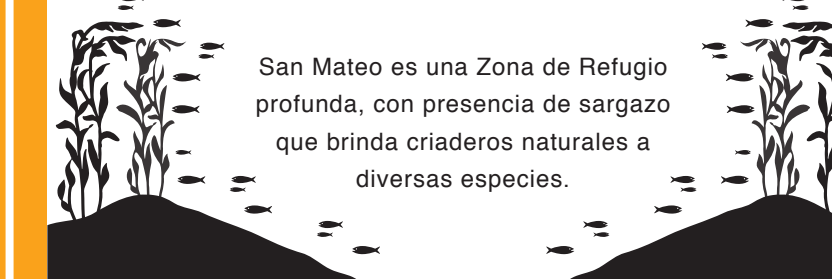 San Mateo es una Zona de Refugio
profunda, con presencia de sargazo
que brinda criaderos naturales a
diversas especies.